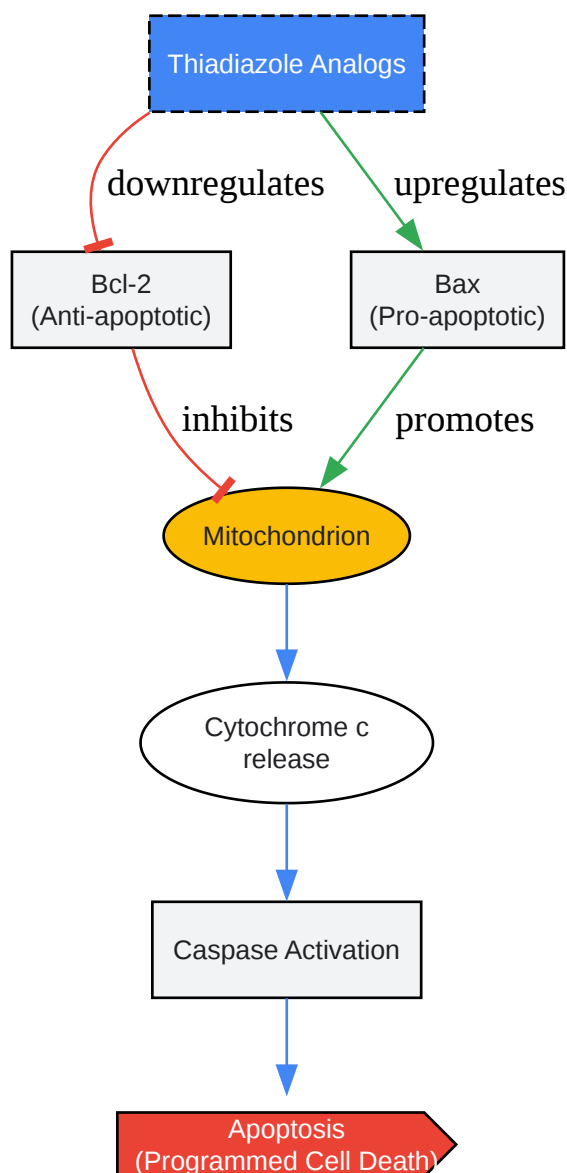 Thiadiazole Analogs
downregulates
upregulates
Bcl-2
(Anti-apoptotic)
Bax
(Pro-apoptotic)
inhibits
promotes
Mitochondrion
Cytochrome c
release
Caspase Activation
Apoptosis
(Programmed Cell Death)